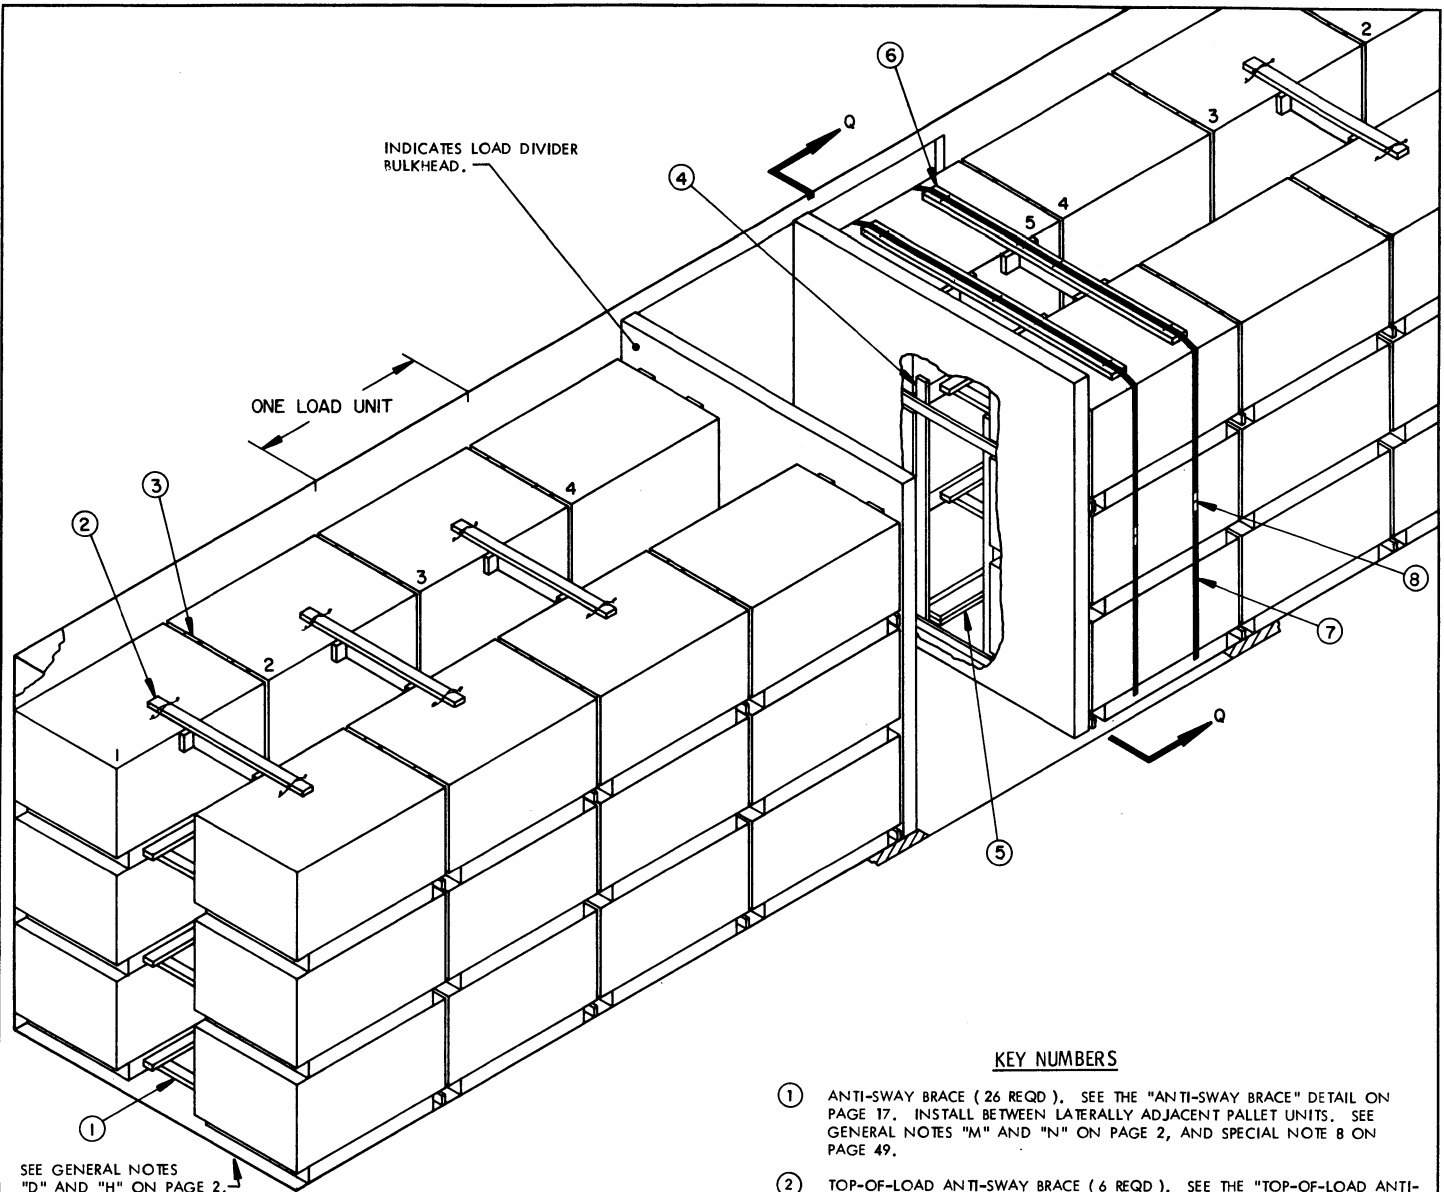 2
⑥
Q
INDICATES LOAD DIVIDER
BULKHEAD.
3
④
4
5
ONE LOAD UNIT
③
4
②
⑧
3
⑦
2
Q
1
⑤
KEY NUMBERS
① ANTI-SWAY BRACE ( 26 REQD ). SEE THE "ANTI-SWAY BRACE" DETAIL ON
PAGE 17. INSTALL BETWEEN LATERALLY ADJACENT PALLET UNITS. SEE
GENERAL NOTES "M" AND "N" ON PAGE 2, AND SPECIAL NOTE 8 ON
PAGE 49.
①
SEE GENERAL NOTES
"D" AND "H" ON PAGE 2.
② TOP-OF-LOAD ANTI-SWAY BRACE ( 6 REQD ). SEE THE "TOP-OF-LOAD ANTI-